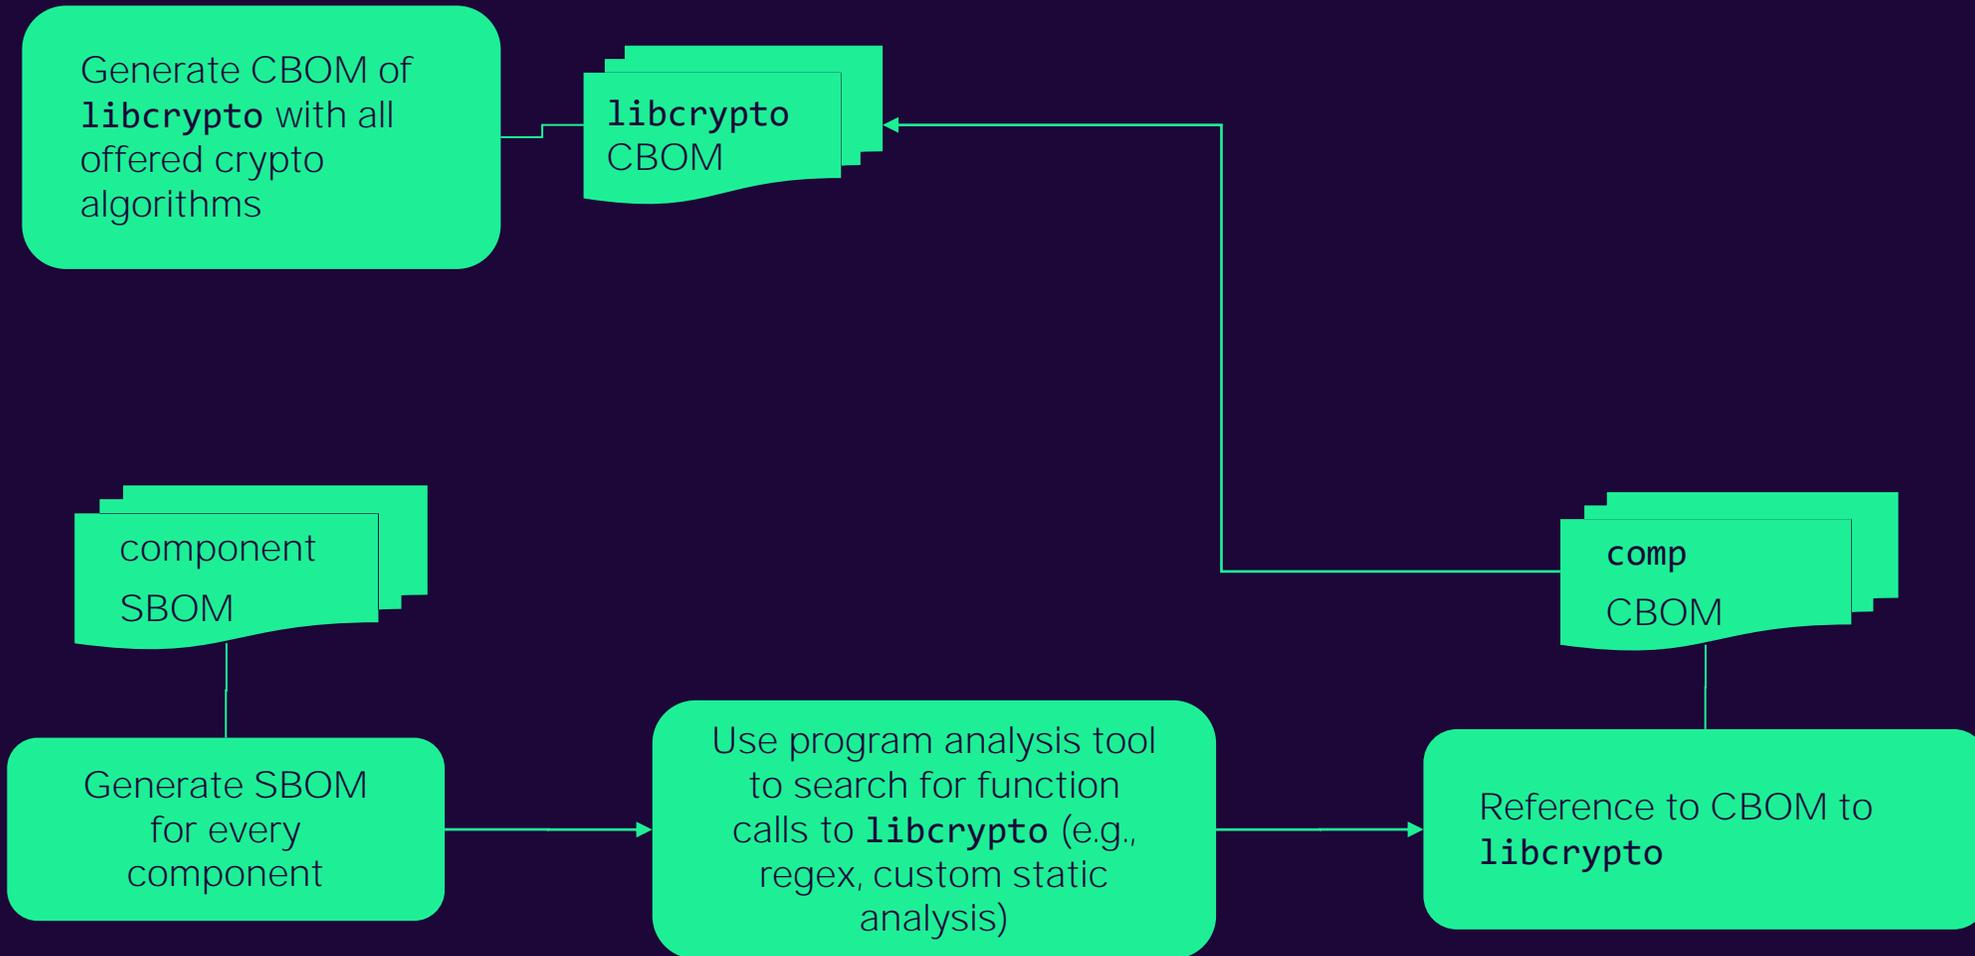 Generate CBOM of
libcrypto with all
offered crypto
algorithms
libcrypto
CBOM
component
SBOM
comp
CBOM
Generate SBOM
for every
component
Use program analysis tool
to search for function
calls to libcrypto (e.g.,
regex, custom static
analysis)
Reference to CBOM to
libcrypto